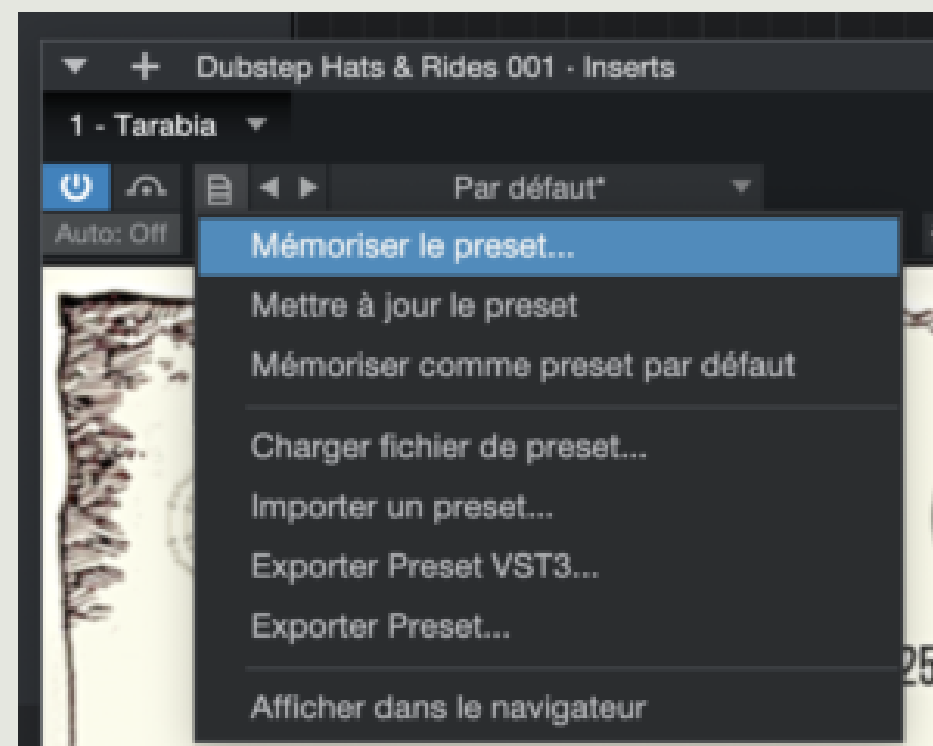 Dubstep Hats & Rides 001 - Inserts
1 - Tarabia
Par défaut*
Auto: Off
Mémoriser le preset...
Mettre à jour le preset
Mémoriser comme preset par défaut
Charger fichier de preset...
Importer un preset...
Exporter Preset VST3...
Exporter Preset...
25
Afficher dans le navigateur